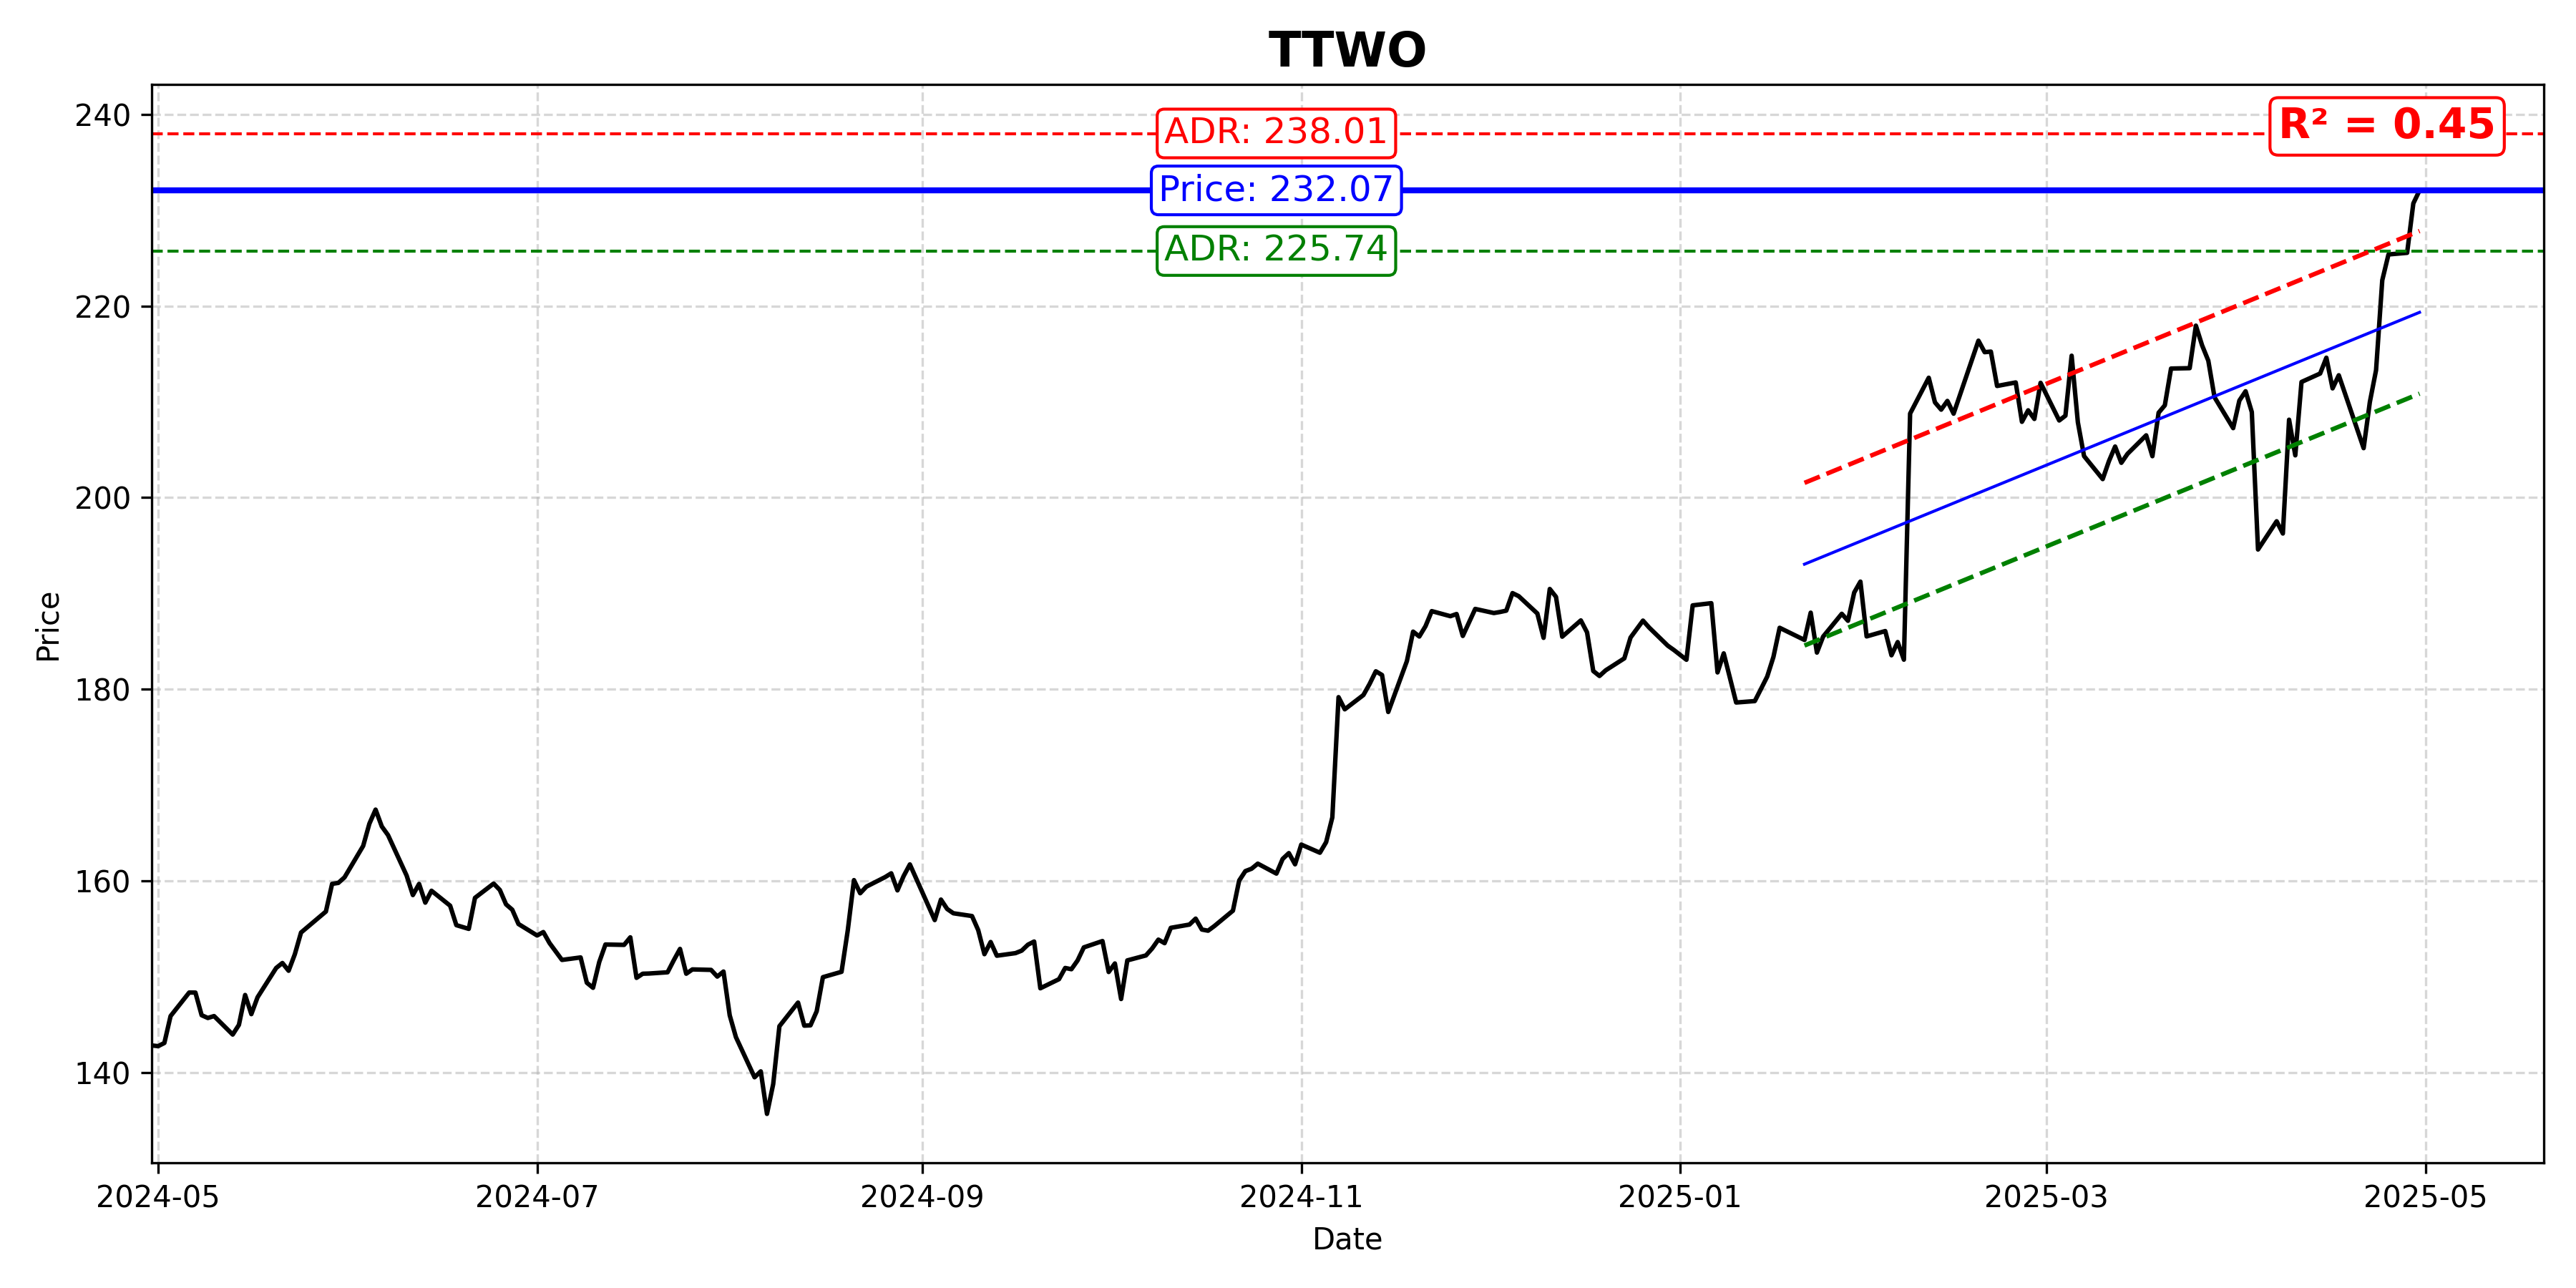 TTWO
240
220
200
180
160
140
Price
ADR: 238.01
Price: 232.07
ADR: 225.74
R² = 0.45
2024-05
2024-07
2024-09
2024-11
2025-01
2025-03
2025-05
Date